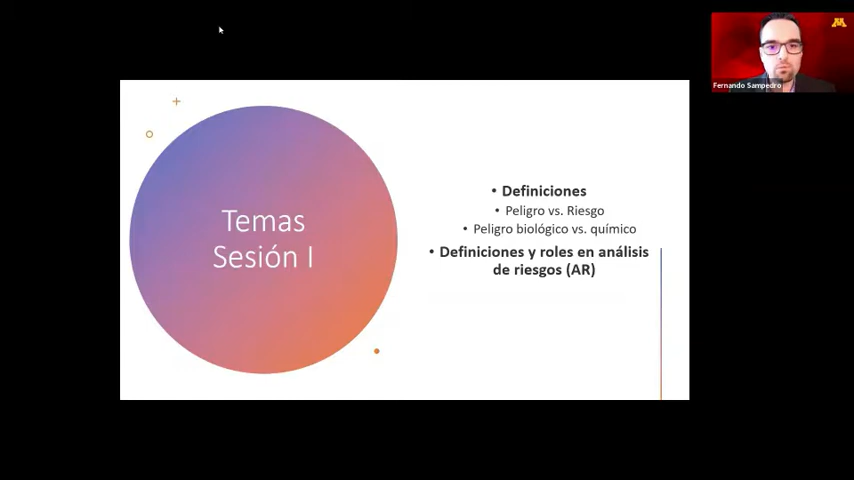 Temas
Sesión I
• Definiciones
• Peligro vs. Riesgo
• Peligro biológico vs. químico
• Definiciones y roles en análisis
de riesgos (AR)
Fernando Sampedro